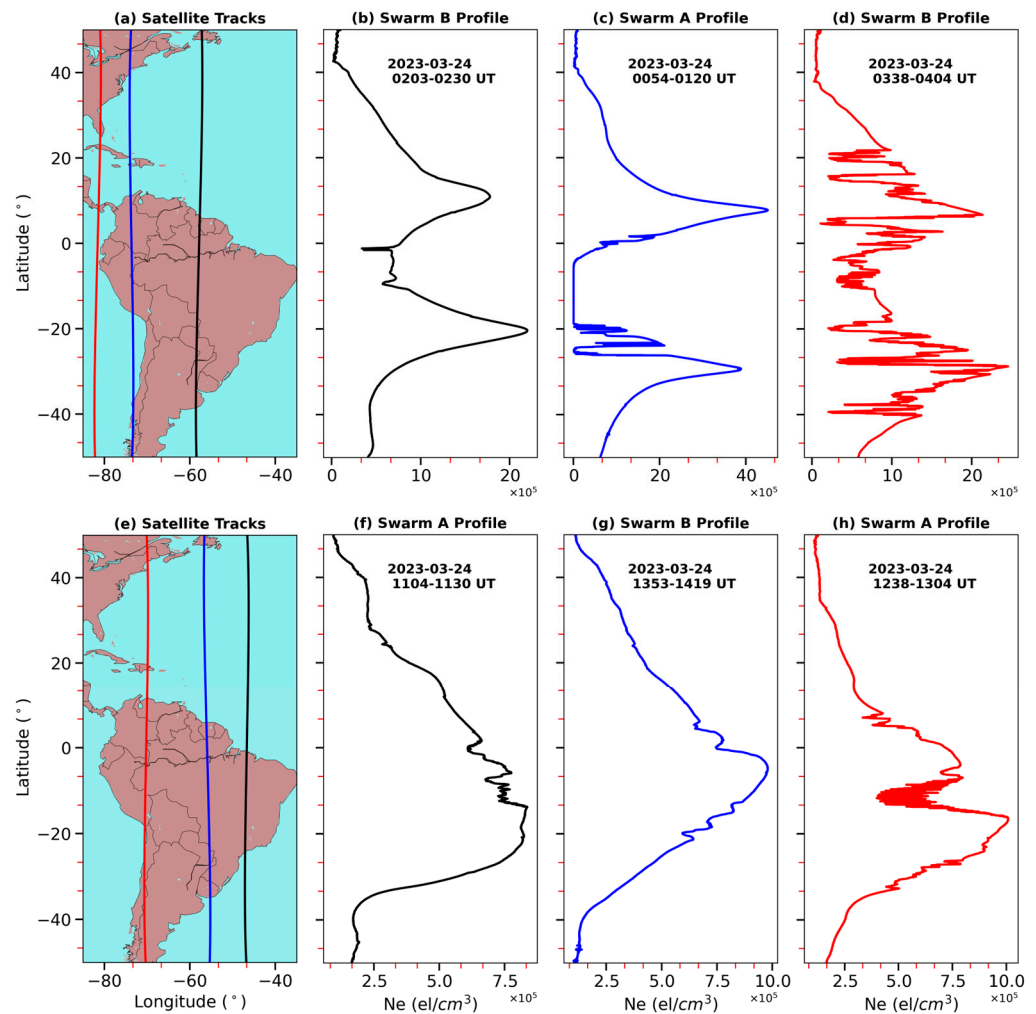 (a) Satellite Tracks
(b) Swarm B Profile
(c) Swarm A Profile
(d) Swarm B Profile
2023-03-24
0203-0230 UT
2023-03-24
0054-0120 UT
2023-03-24
0338-0404 UT
Latitude (°)
40
20
0
−20
−40
−80 −60 −40
0 10 20
×10⁵
0 20 40
×10⁵
0 10 20
×10⁵
(e) Satellite Tracks
(f) Swarm A Profile
(g) Swarm B Profile
(h) Swarm A Profile
2023-03-24
1104-1130 UT
2023-03-24
1353-1419 UT
2023-03-24
1238-1304 UT
Latitude (°)
40
20
0
−20
−40
−80 −60 −40
Longitude (°)
2.5 5.0 7.5
×10⁵
Ne (el/cm³)
2.5 5.0 7.5 10.0
×10⁵
Ne (el/cm³)
2.5 5.0 7.5 10.0
×10⁵
Ne (el/cm³)